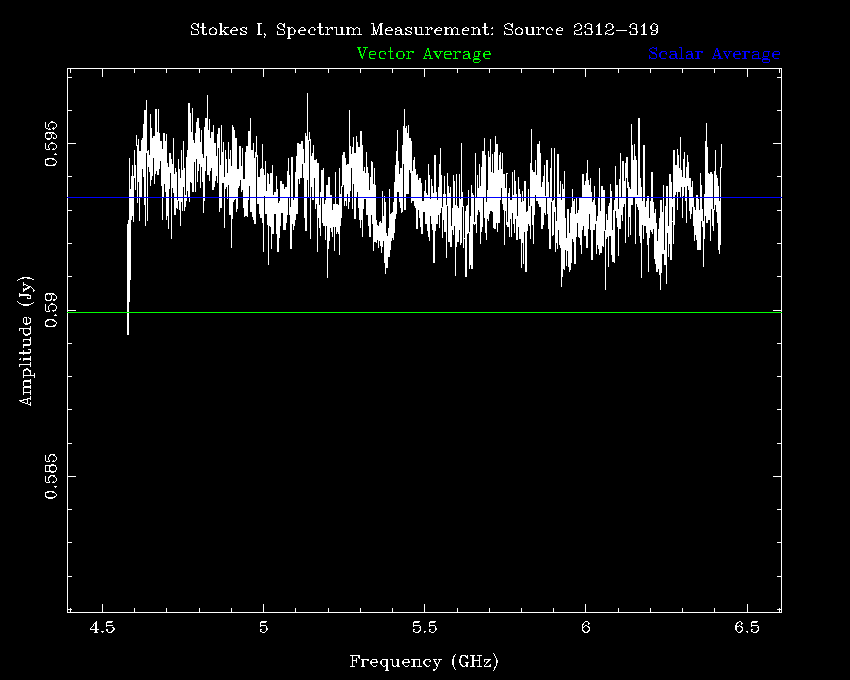 Stokes I, Spectrum Measurement: Source 2312-319
Vector Average Scalar Average
0.595
0.59
0.585
Amplitude (Jy)
4.5 5 5.5 6 6.5
Frequency (GHz)